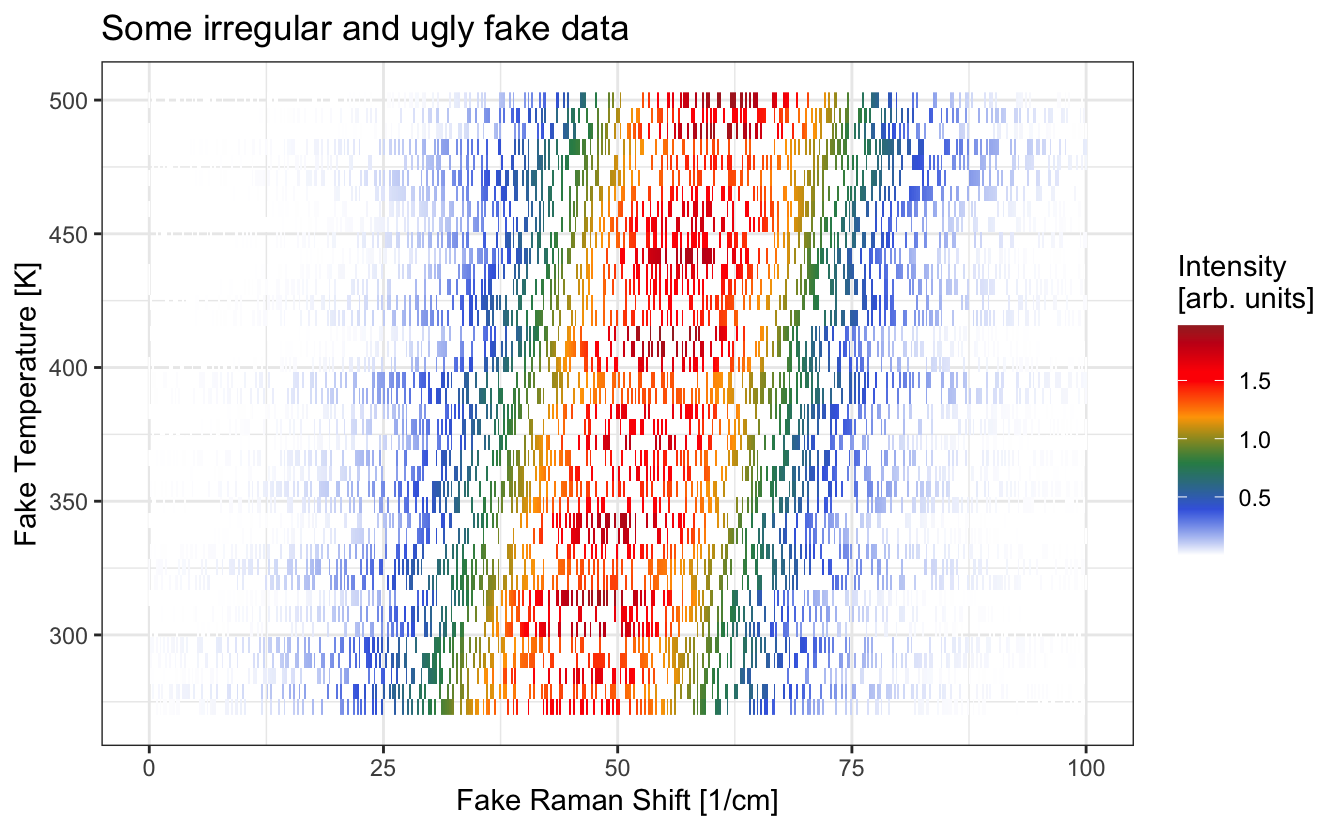 Some irregular and ugly fake data
Fake Temperature [K]
500
450
400
350
300
0 25 50 75 100
Fake Raman Shift [1/cm]
Intensity
[arb. units]
1.5
1.0
0.5